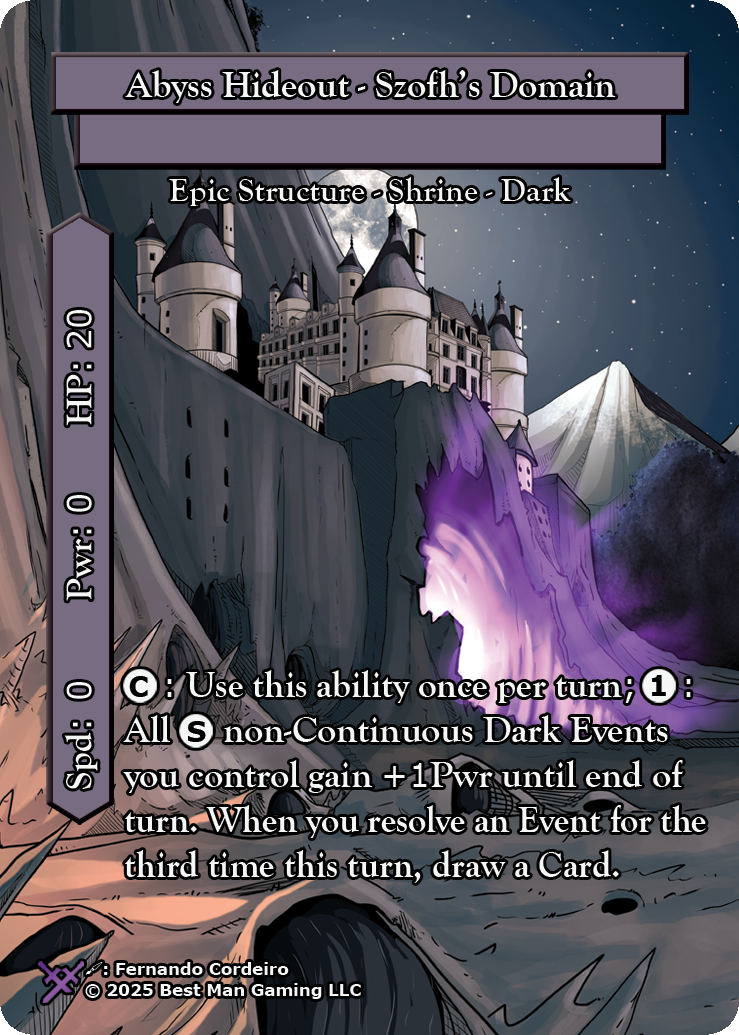 Abyss Hideout - Szofh's Domain
Epic Structure - Shrine - Dark
HP: 20
Pwr: 0
Spd: 0
C : Use this ability once per turn; 1 :
All S non-Continuous Dark Events
you control gain +1Pwr until end of
turn. When you resolve an Event for the
third time this turn, draw a Card.
: Fernando Cordeiro
© 2025 Best Man Gaming LLC